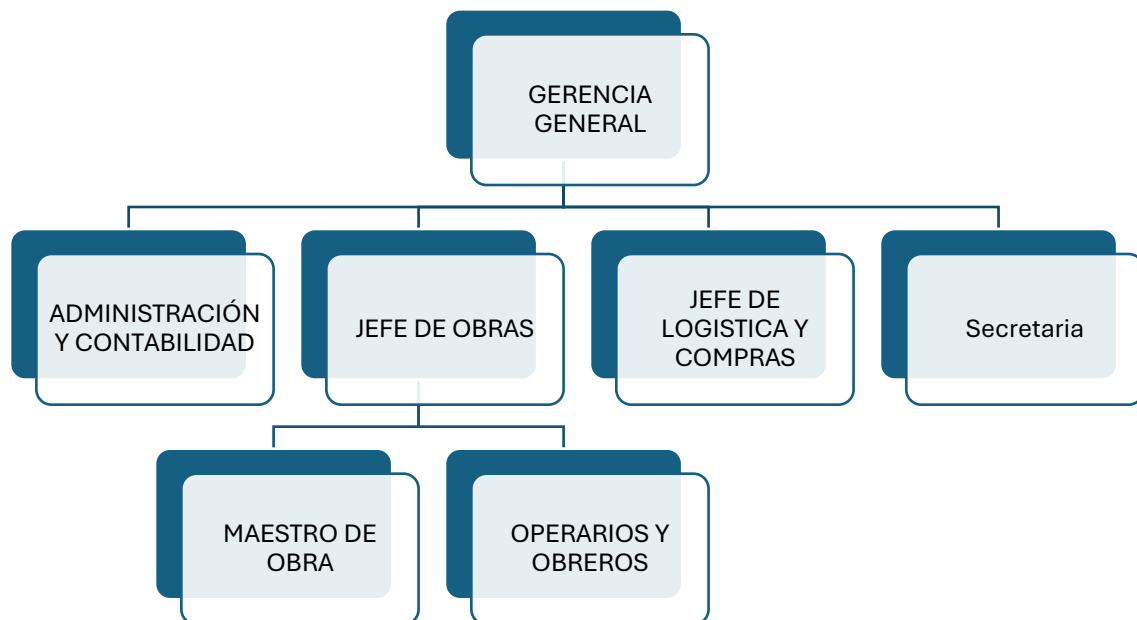 GERENCIA
GENERAL
ADMINISTRACIÓN
Y CONTABILIDAD
JEFE DE OBRAS
JEFE DE
LOGISTICA Y
COMPRAS
Secretaria
MAESTRO DE
OBRA
OPERARIOS Y
OBREROS